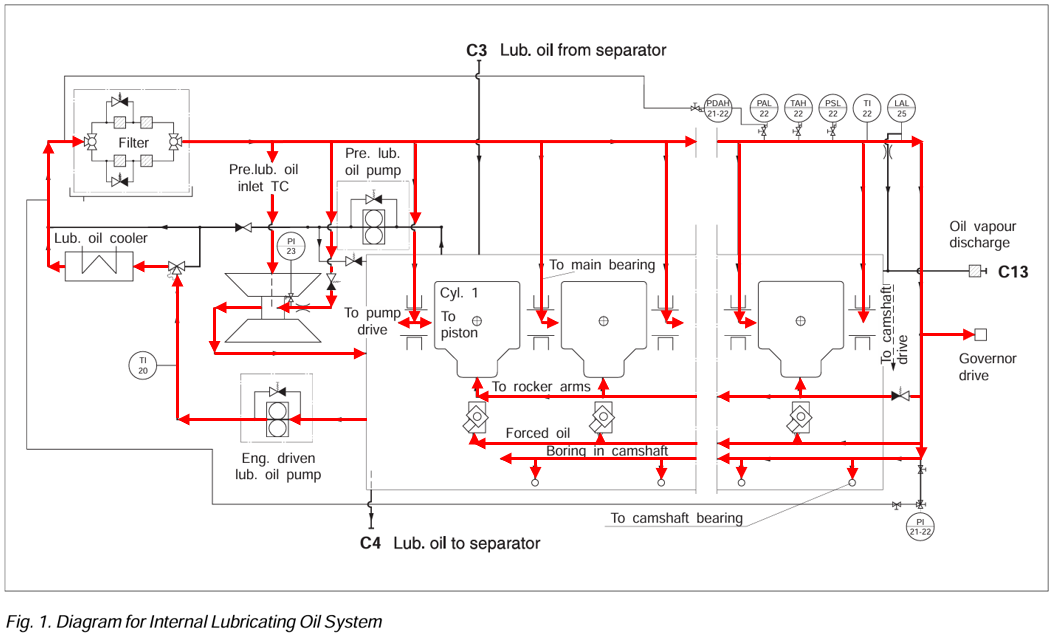 C3 Lub. oil from separator
PDAH
21-22
PAL
22
TAH
22
PSL
22
TI
22
LAL
25
Filter
Pre.lub. oil
inlet TC
Pre. lub.
oil pump
Lub. oil cooler
PI
23
Oil vapour
discharge
C13
To main bearing
Cyl. 1
To
piston
To pump
drive
To camshaft
drive
TI
20
Governor
drive
To rocker arms
Forced oil
Boring in camshaft
Eng. driven
lub. oil pump
To camshaft bearing
PI
21-22
C4 Lub. oil to separator
Fig. 1. Diagram for Internal Lubricating Oil System